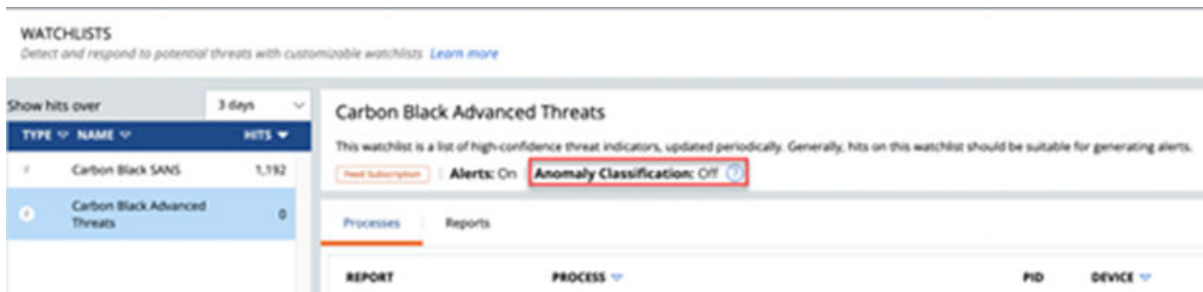 WATCHLISTS
Detect and respond to potential threats with customizable watchlists Learn more
Show hits over 3 days
TYPE NAME HITS
Carbon Black SANS 1,192
Carbon Black Advanced Threats 0
Carbon Black Advanced Threats
This watchlist is a list of high-confidence threat indicators, updated periodically. Generally, hits on this watchlist should be suitable for generating alerts.
Feed Subscription Alerts: On Anomaly Classification: Off ?
Processes Reports
REPORT PROCESS PID DEVICE